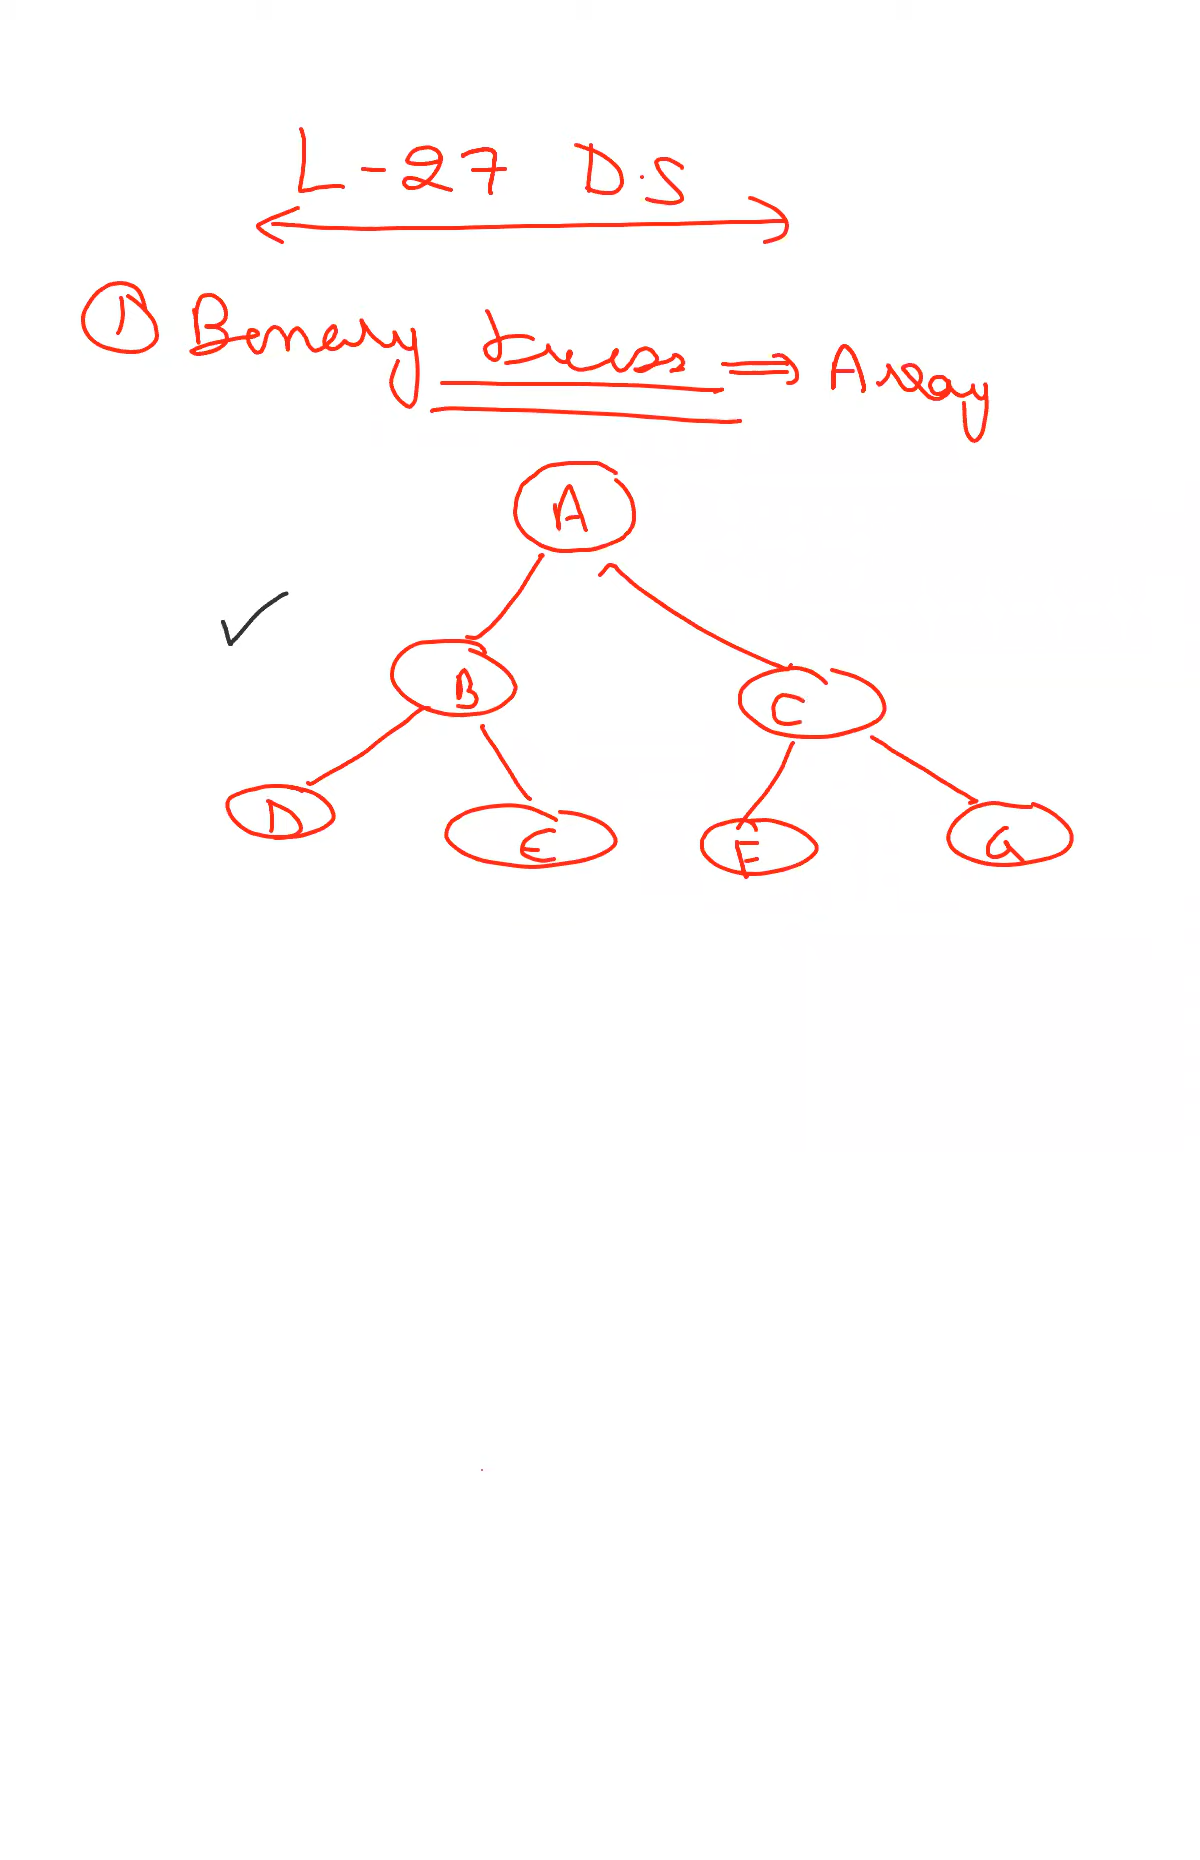 L-27 D.S
① Binary trees ⇒ Array
A
B C
D E F G